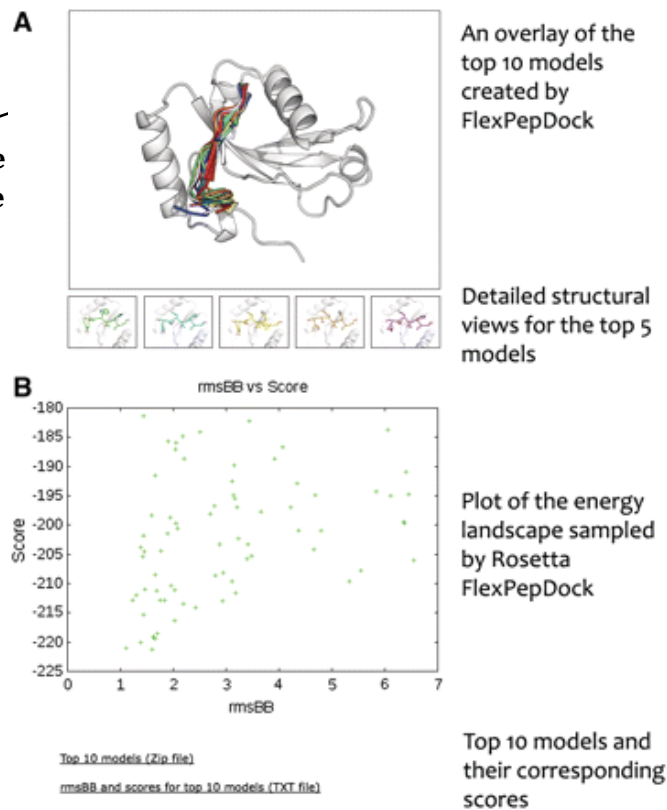 A
An overlay of the
top 10 models
created by
FlexPepDock
e
e
Detailed structural
views for the top 5
models
B
rmsBB vs Score
-180
-185
-190
-195
-200
-205
-210
-215
-220
-225
Score
0 1 2 3 4 5 6 7
rmsBB
Plot of the energy
landscape sampled
by Rosetta
FlexPepDock
Top 10 models (Zip file)
rmsBB and scores for top 10 models (TXT file)
Top 10 models and
their corresponding
scores